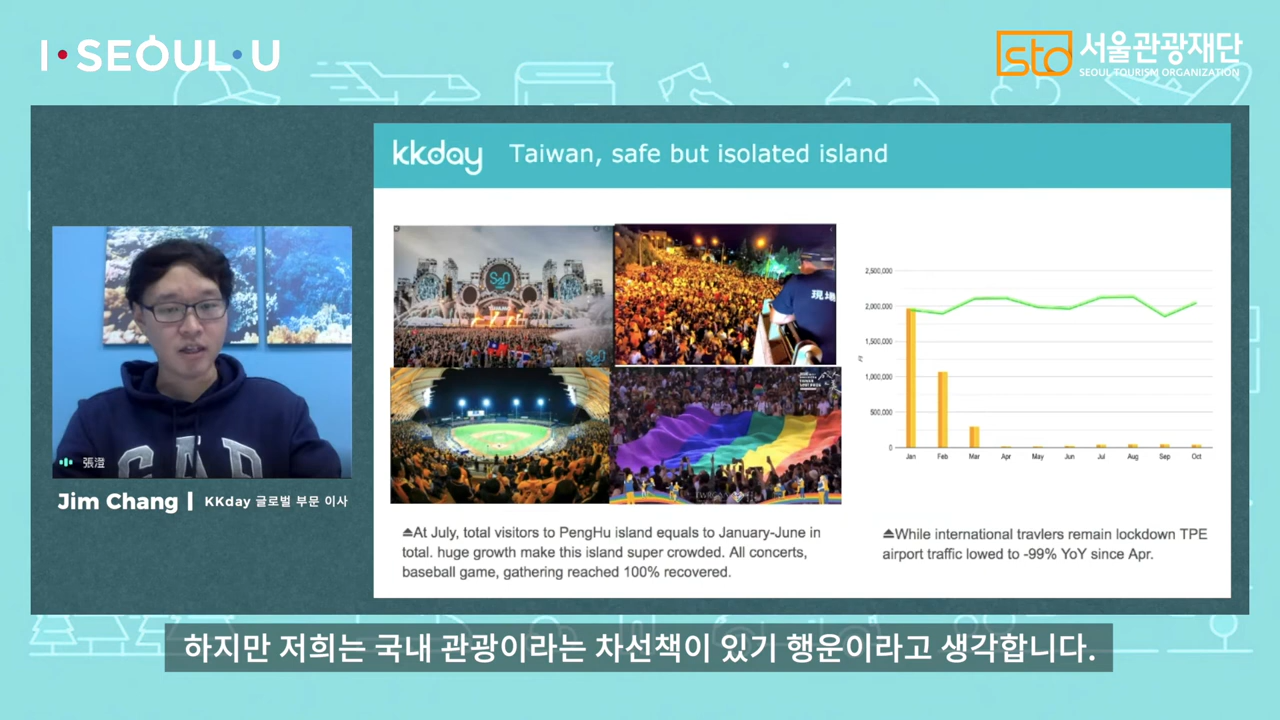 I•SEOUL•U
sto 서울관광재단
SEOUL TOURISM ORGANIZATION
kkday Taiwan, safe but isolated island
S2O
現場
S2O
2,500,000
2,000,000
1,500,000
1,000,000
500,000
0
Jan Feb Mar Apr May Jun Jul Aug Sep Oct
張澄
GAP
Jim Chang | KKday 글로벌 부문 이사
⏏At July, total visitors to PengHu island equals to January-June in
total. huge growth make this island super crowded. All concerts,
baseball game, gathering reached 100% recovered.
⏏While international travlers remain lockdown TPE
airport traffic lowed to -99% YoY since Apr.
하지만 저희는 국내 관광이라는 차선책이 있기 행운이라고 생각합니다.